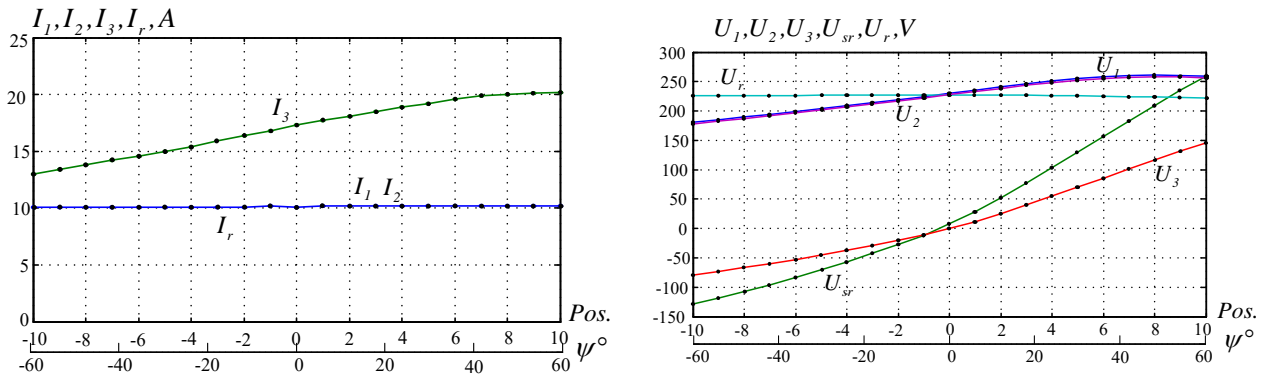 I1, I2, I3, Ir, A
25
20
15
10
5
0
I3
I1 I2
Ir
-10 -8 -6 -4 -2 0 2 4 6 8 10
Pos.
-60 -40 -20 0 20 40 60
ψ°
U1,U2,U3,Usr,Ur,V
300
250
200
150
100
50
0
-50
-100
-150
Ur
U1
U2
U3
Usr
-10 -8 -6 -4 -2 0 2 4 6 8 10
Pos.
-60 -40 -20 0 20 40 60
ψ°